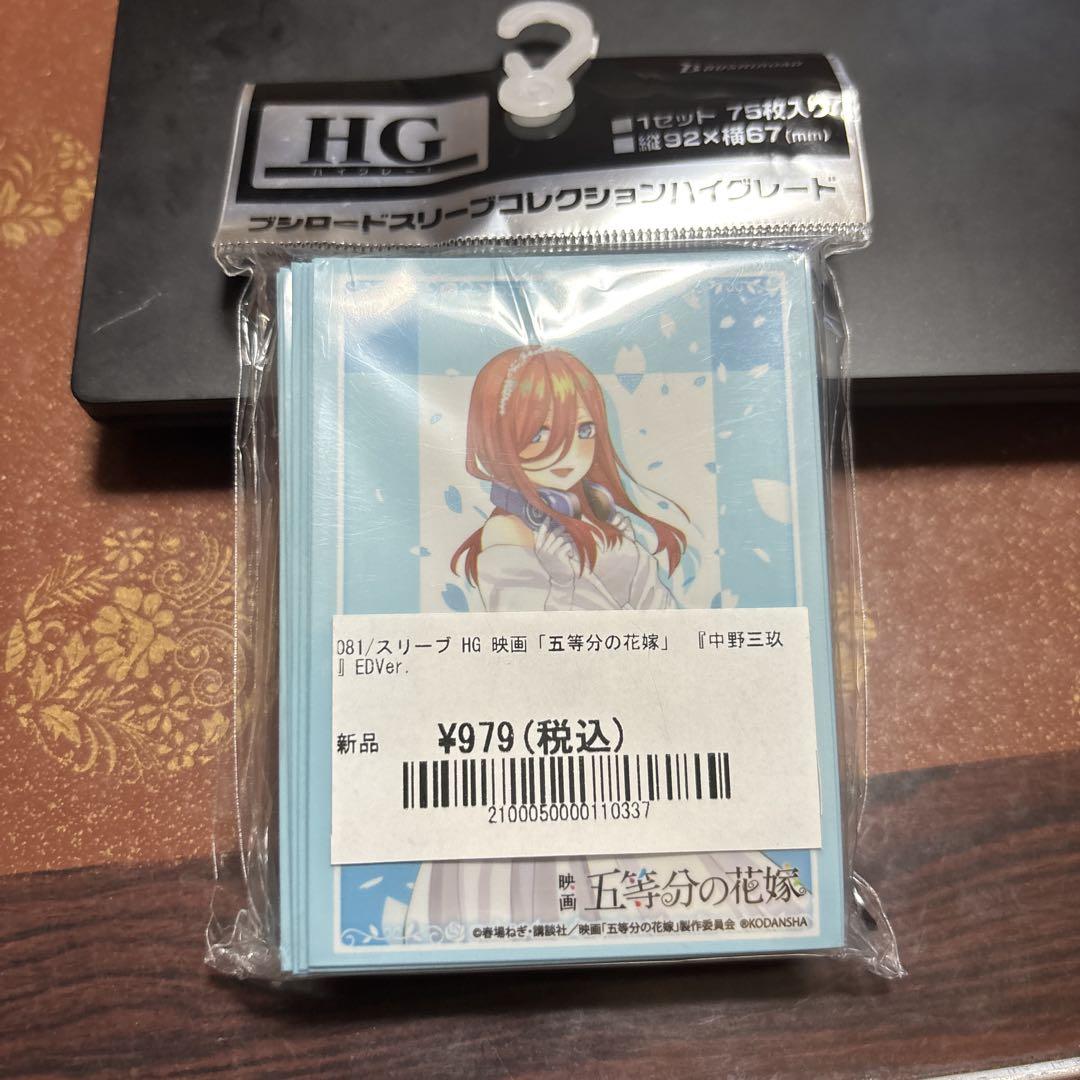 BUSHIROAD
HG
ハイグレード
1セット 75枚入り
縦92×横67(mm)
ブシロードスリーブコレクションハイグレード
081/スリーブ HG 映画「五等分の花嫁」 『中野三玖
』EDVer.
新品 ¥979(税込)
2100050000110337
映画 五等分の花嫁
©春場ねぎ・講談社／映画「五等分の花嫁」製作委員会 ®KODANSHA